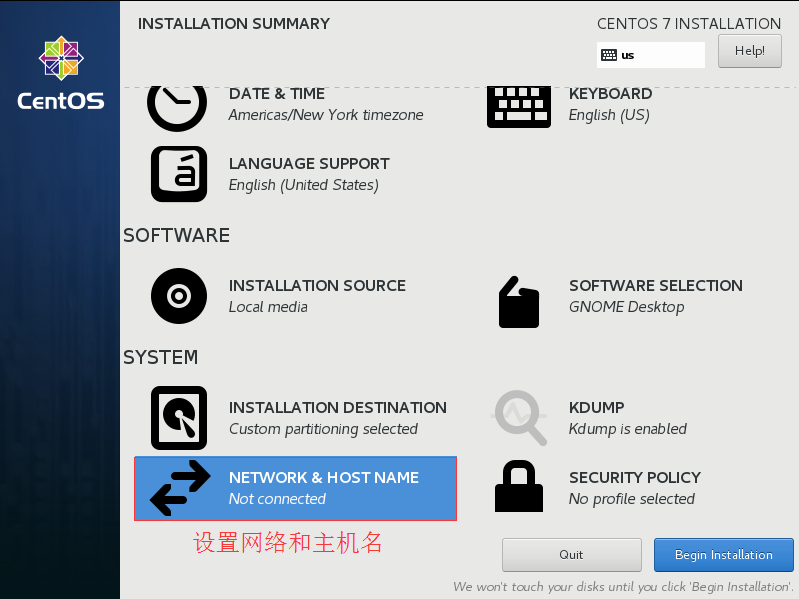 INSTALLATION SUMMARY
CENTOS 7 INSTALLATION
us
Help!
CentOS
DATE & TIME
Americas/New York timezone
KEYBOARD
English (US)
LANGUAGE SUPPORT
English (United States)
SOFTWARE
INSTALLATION SOURCE
Local media
SOFTWARE SELECTION
GNOME Desktop
SYSTEM
INSTALLATION DESTINATION
Custom partitioning selected
KDUMP
Kdump is enabled
NETWORK & HOST NAME
Not connected
SECURITY POLICY
No profile selected
设置网络和主机名
Quit
Begin Installation
We won't touch your disks until you click 'Begin Installation'.